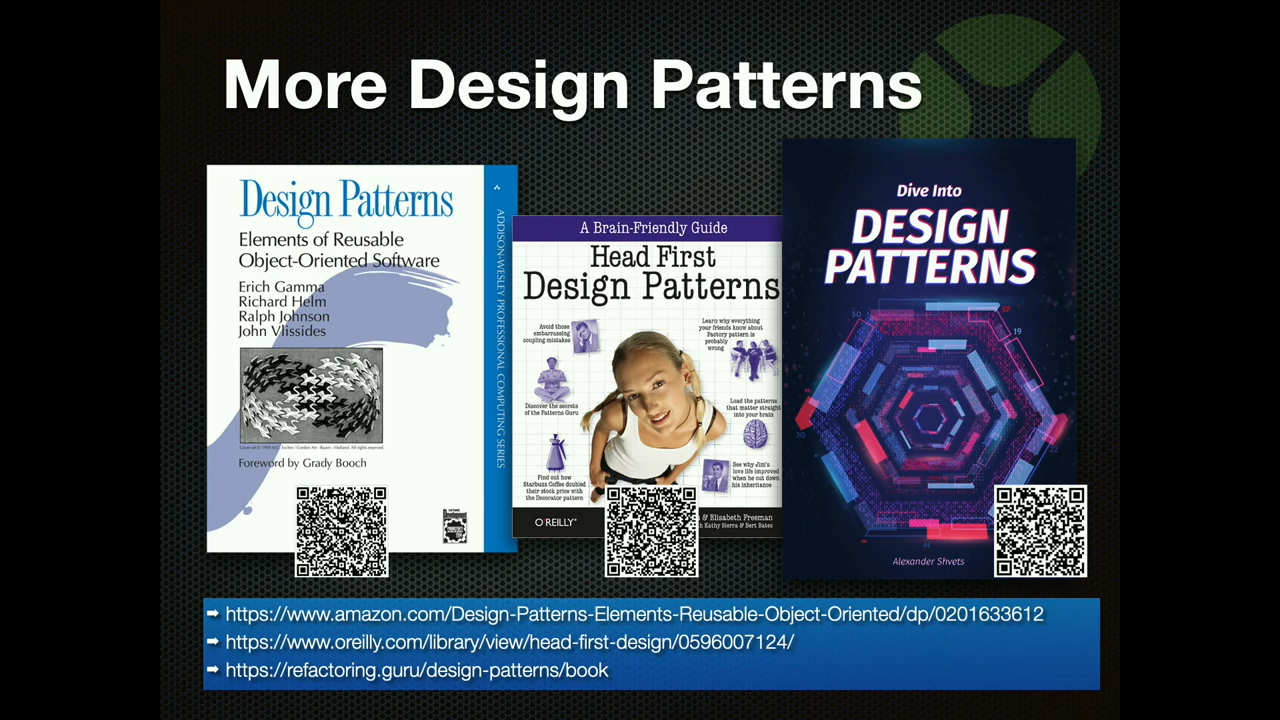 More Design Patterns
Design Patterns
Elements of Reusable
Object-Oriented Software
Erich Gamma
Richard Helm
Ralph Johnson
John Vlissides
Foreword by Grady Booch
ADDISON-WESLEY PROFESSIONAL COMPUTING SERIES
A Brain-Friendly Guide
Head First
Design Patterns
Avoid those
embarrassing
coupling mistakes
Learn why everything
your friends know about
Factory pattern is
probably
wrong
Discover the secrets
of the Patterns Guru
Load the patterns
that matter straight
into your brain
Find out how
Starbuzz Coffee doubled
their stock price with
the Decorator pattern
See why Jim's
love life improved
when he cut down
his inheritance
O'REILLY®
& Elisabeth Freeman
Kathy Sierra & Bert Bates
Dive Into
DESIGN
PATTERNS
Alexander Shvets
➡ https://www.amazon.com/Design-Patterns-Elements-Reusable-Object-Oriented/dp/0201633612
➡ https://www.oreilly.com/library/view/head-first-design/0596007124/
➡ https://refactoring.guru/design-patterns/book